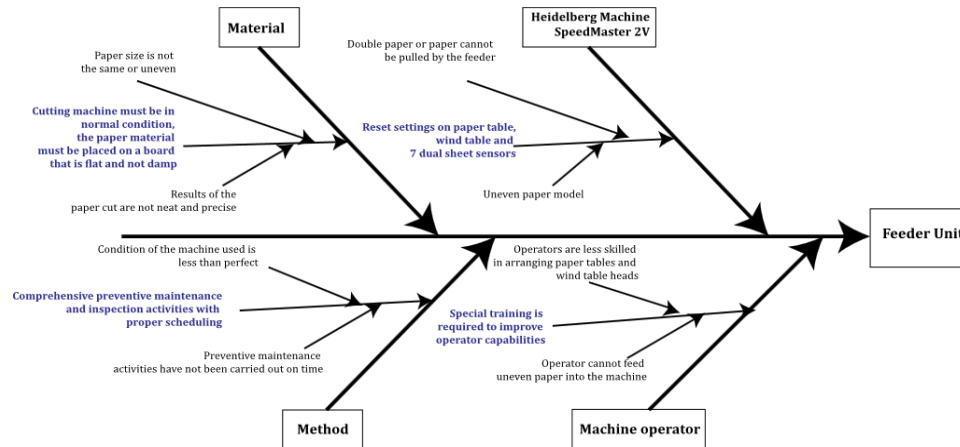 Material
Heidelberg Machine
SpeedMaster 2V
Paper size is not
the same or uneven
Cutting machine must be in
normal condition,
the paper material
must be placed on a board
that is flat and not damp
Results of the
paper cut are not neat and precise
Double paper or paper cannot
be pulled by the feeder
Reset settings on paper table,
wind table and
7 dual sheet sensors
Uneven paper model
Feeder Unit
Condition of the machine used is
less than perfect
Comprehensive preventive maintenance
and inspection activities with
proper scheduling
Preventive maintenance
activities have not been carried out on time
Operators are less skilled
in arranging paper tables and
wind table heads
Special training is
required to improve
operator capabilities
Operator cannot feed
uneven paper into the machine
Method
Machine operator